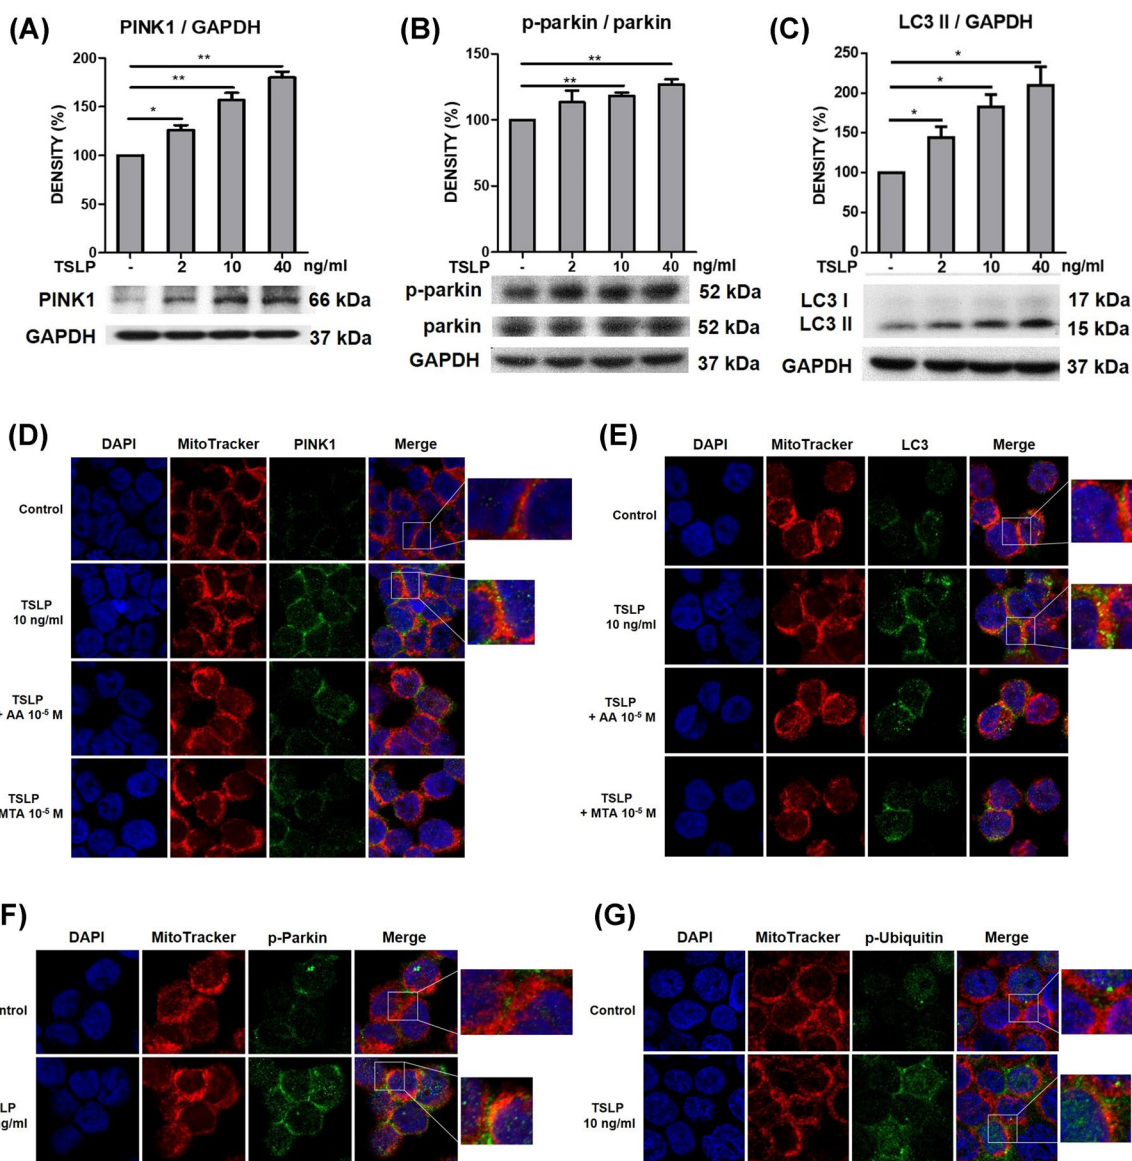 (A)
PINK1 / GAPDH
DENSITY (%)
200
150
100
50
0
*
**
**
TSLP - 2 10 40 ng/ml
PINK1 66 kDa
GAPDH 37 kDa
(B)
p-parkin / parkin
DENSITY (%)
150
100
50
0
**
**
TSLP - 2 10 40 ng/ml
p-parkin 52 kDa
parkin 52 kDa
GAPDH 37 kDa
(C)
LC3 II / GAPDH
DENSITY (%)
250
200
150
100
50
0
*
*
*
TSLP - 2 10 40 ng/ml
LC3 I 17 kDa
LC3 II 15 kDa
GAPDH 37 kDa
(D)
DAPI MitoTracker PINK1 Merge
Control
TSLP
10 ng/ml
TSLP
+ AA 10⁻⁵ M
TSLP
MTA 10⁻⁵ M
(E)
DAPI MitoTracker LC3 Merge
Control
TSLP
10 ng/ml
TSLP
+ AA 10⁻⁵ M
TSLP
+ MTA 10⁻⁵ M
F)
DAPI MitoTracker p-Parkin Merge
ntrol
SLP
ng/ml
(G)
DAPI MitoTracker p-Ubiquitin Merge
Control
TSLP
10 ng/ml